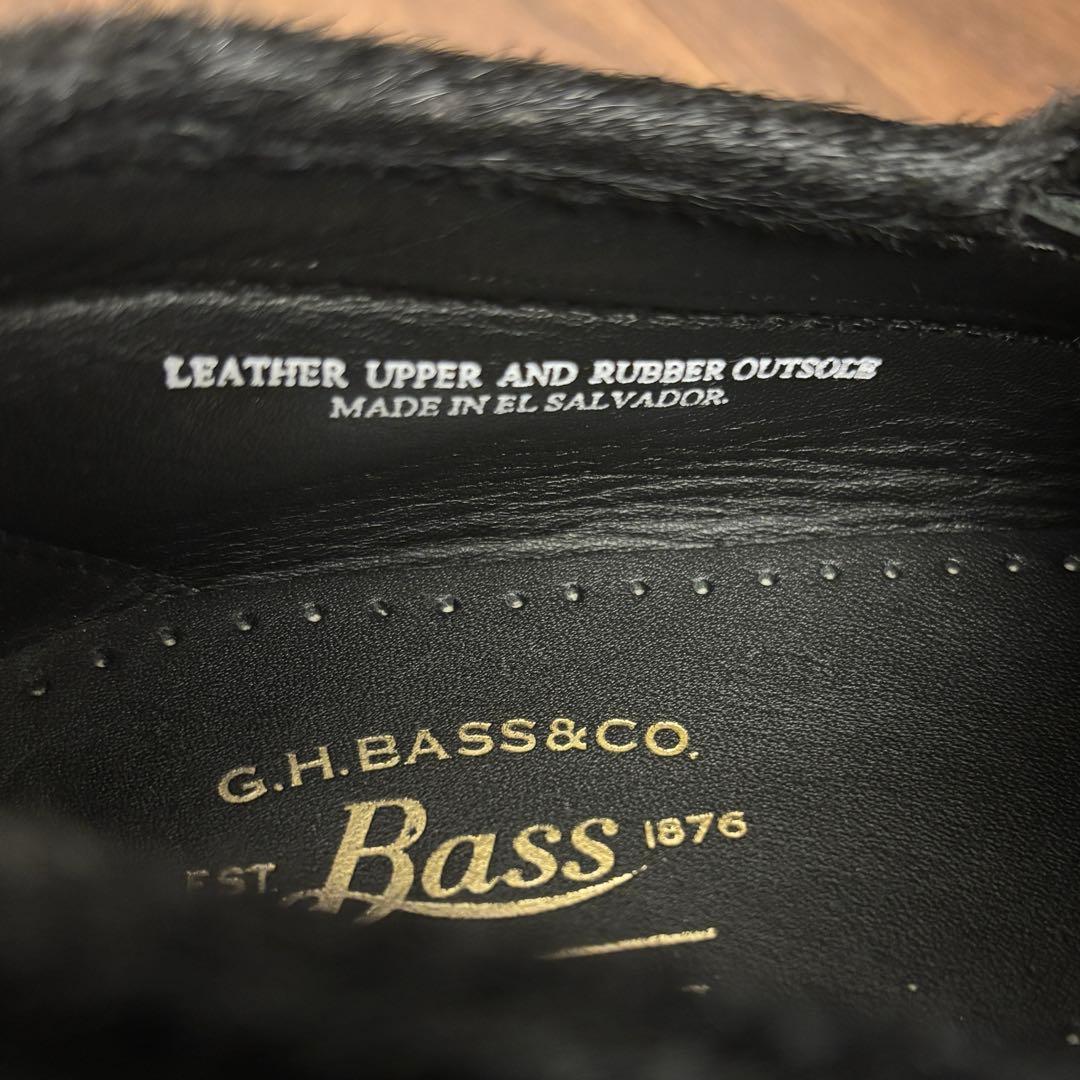 LEATHER UPPER AND RUBBER OUTSOLE
MADE IN EL SALVADOR.
G.H.BASS&CO.
EST. Bass 1876